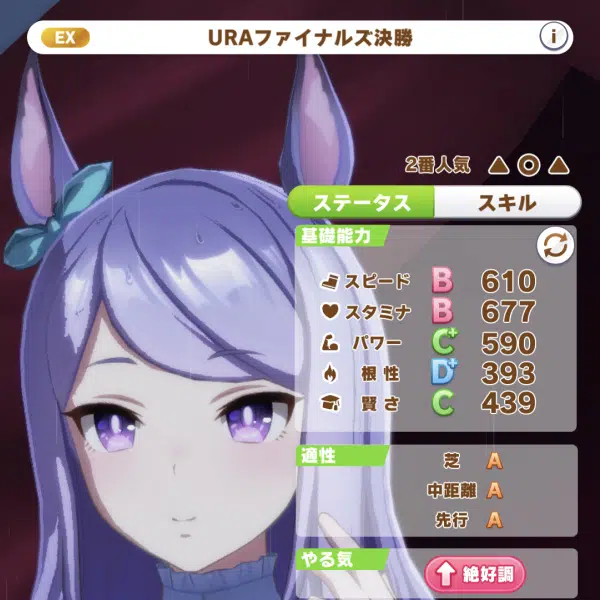 EX URAファイナルズ決勝 i
2番人気 ▲ ◎ ▲
ステータス スキル
基礎能力
スピード B 610
スタミナ B 677
パワー C+ 590
根性 D+ 393
賢さ C 439
適性
芝 A
中距離 A
先行 A
やる気 絶好調